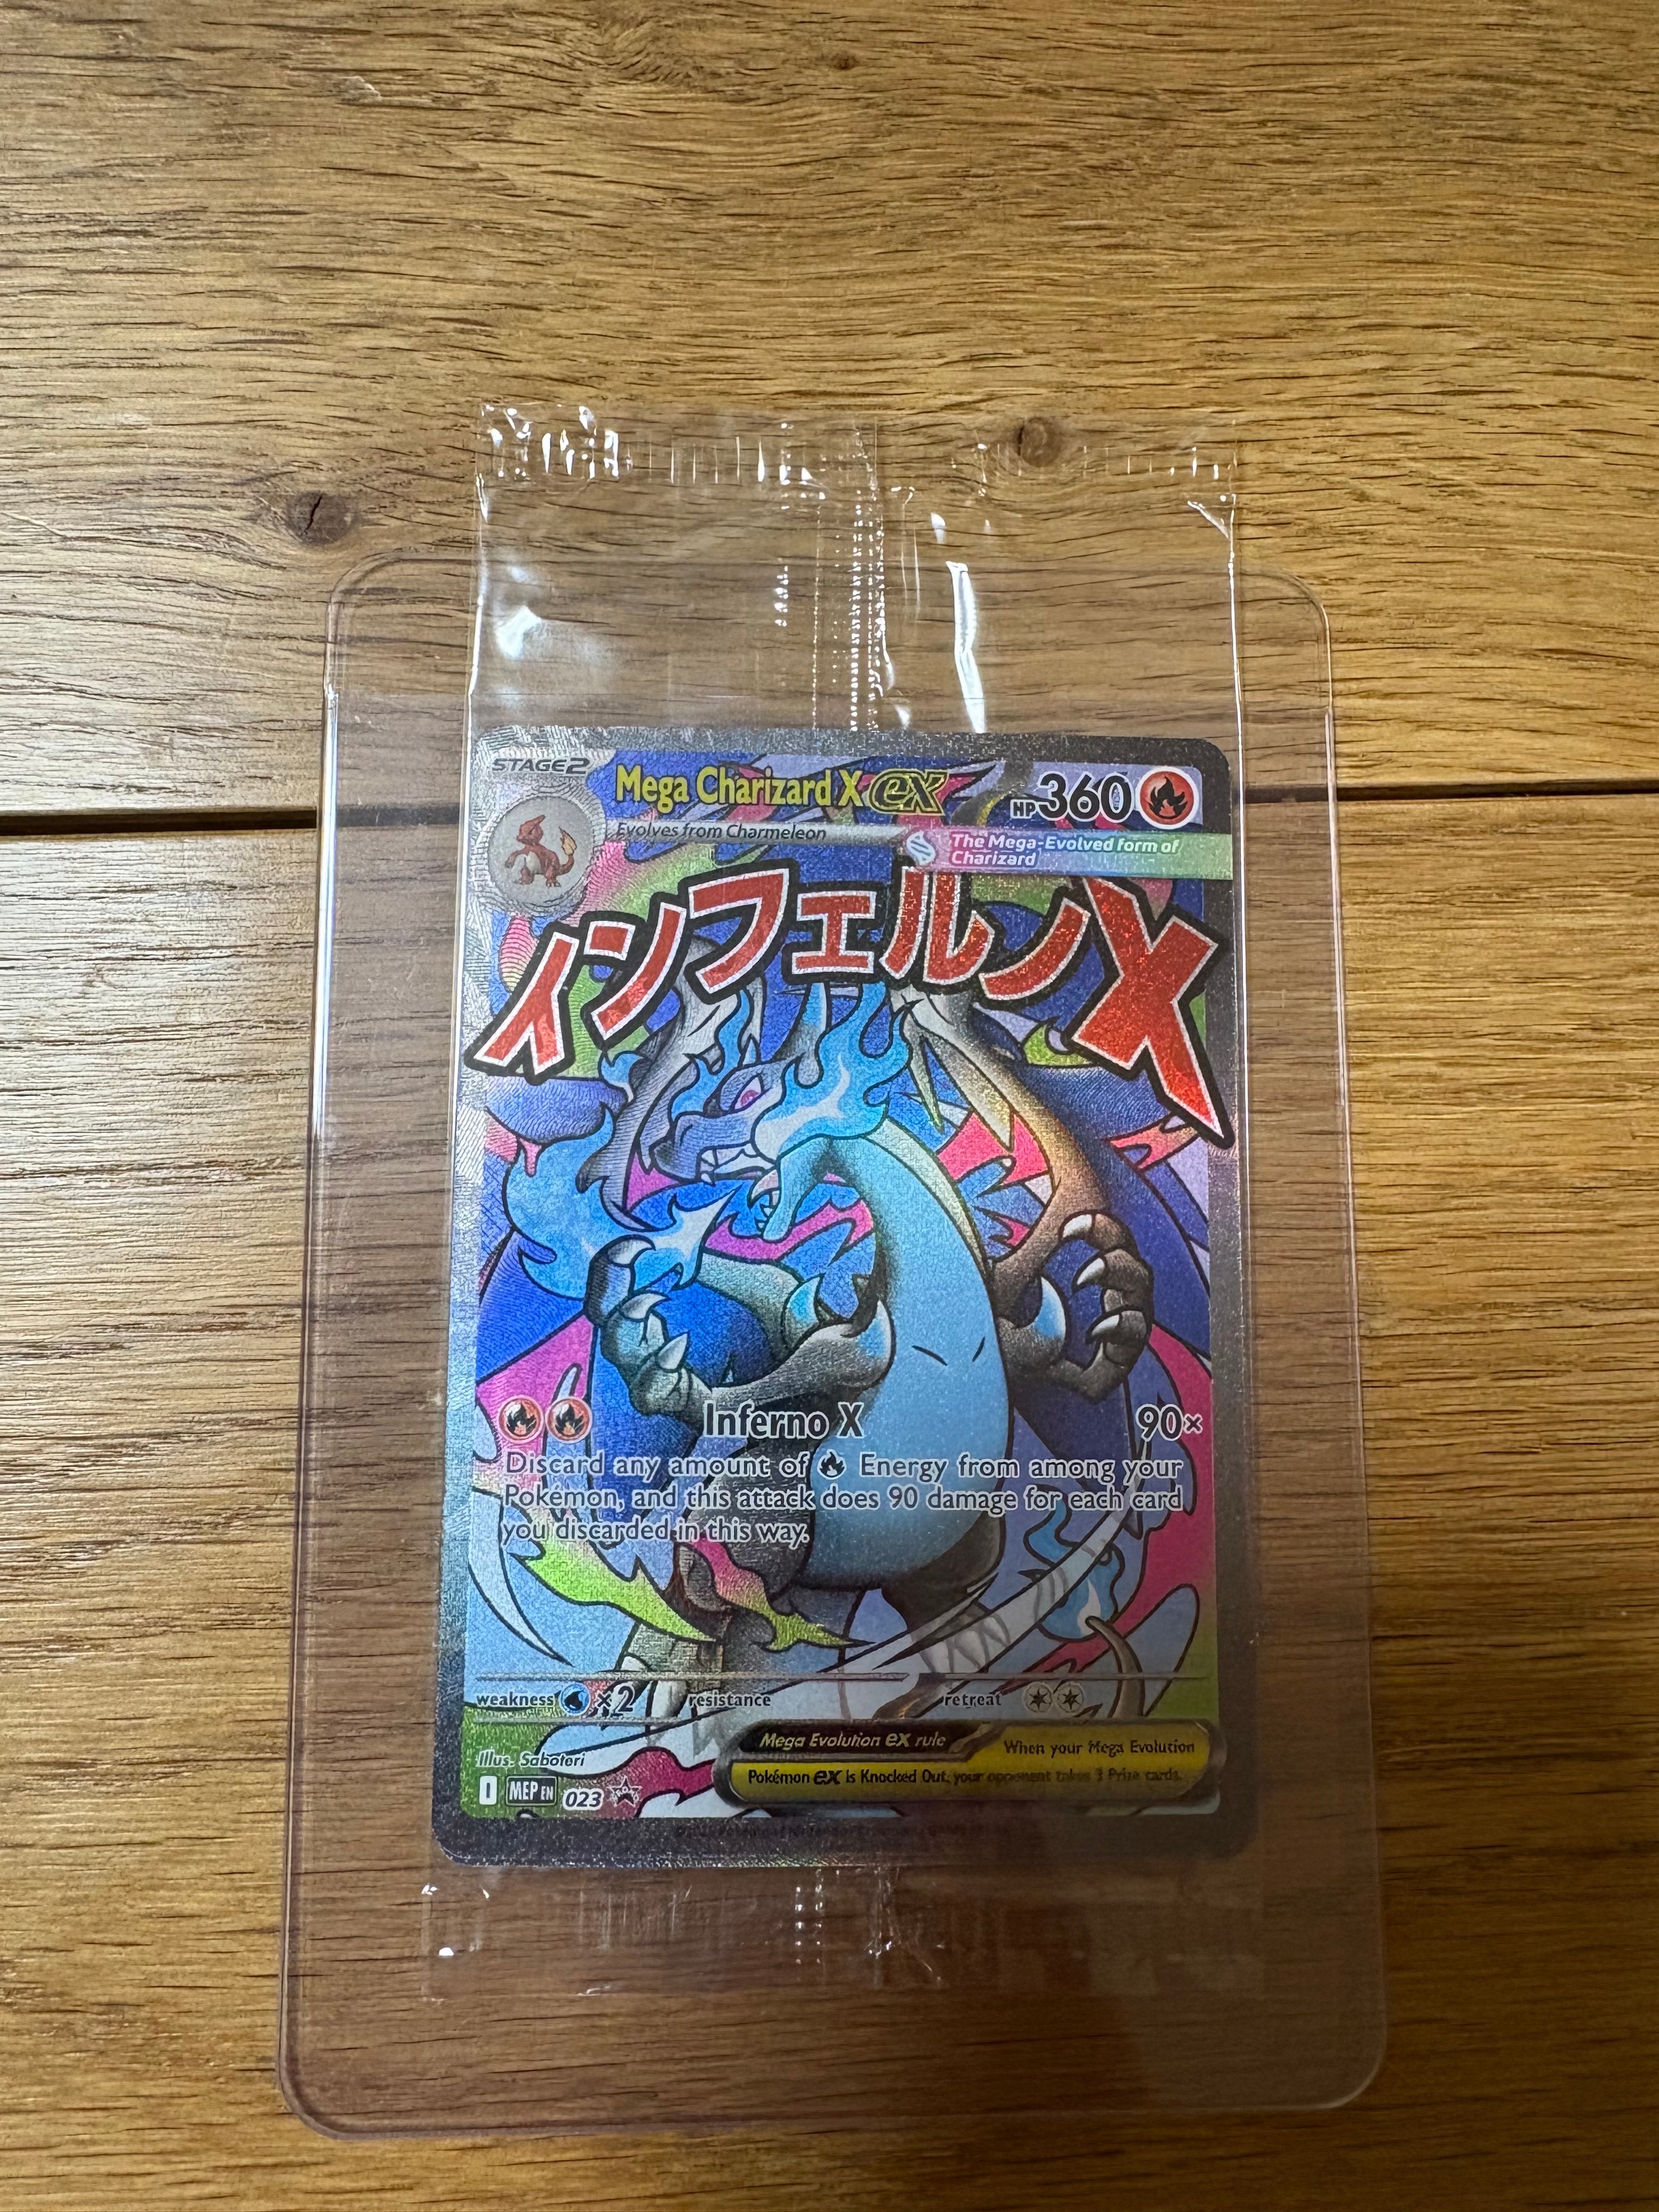 STAGE2
Mega Charizard X ex
HP 360
Evolves from Charmeleon
The Mega-Evolved form of
Charizard
インフェルノX
Inferno X 90×
Discard any amount of Energy from among your
Pokémon, and this attack does 90 damage for each card
you discarded in this way.
weakness ×2 resistance retreat
Mega Evolution ex rule When your Mega Evolution
Pokémon ex is Knocked Out, your opponent takes 3 Prize cards.
Illus. Saboteri
I MEP EN 023